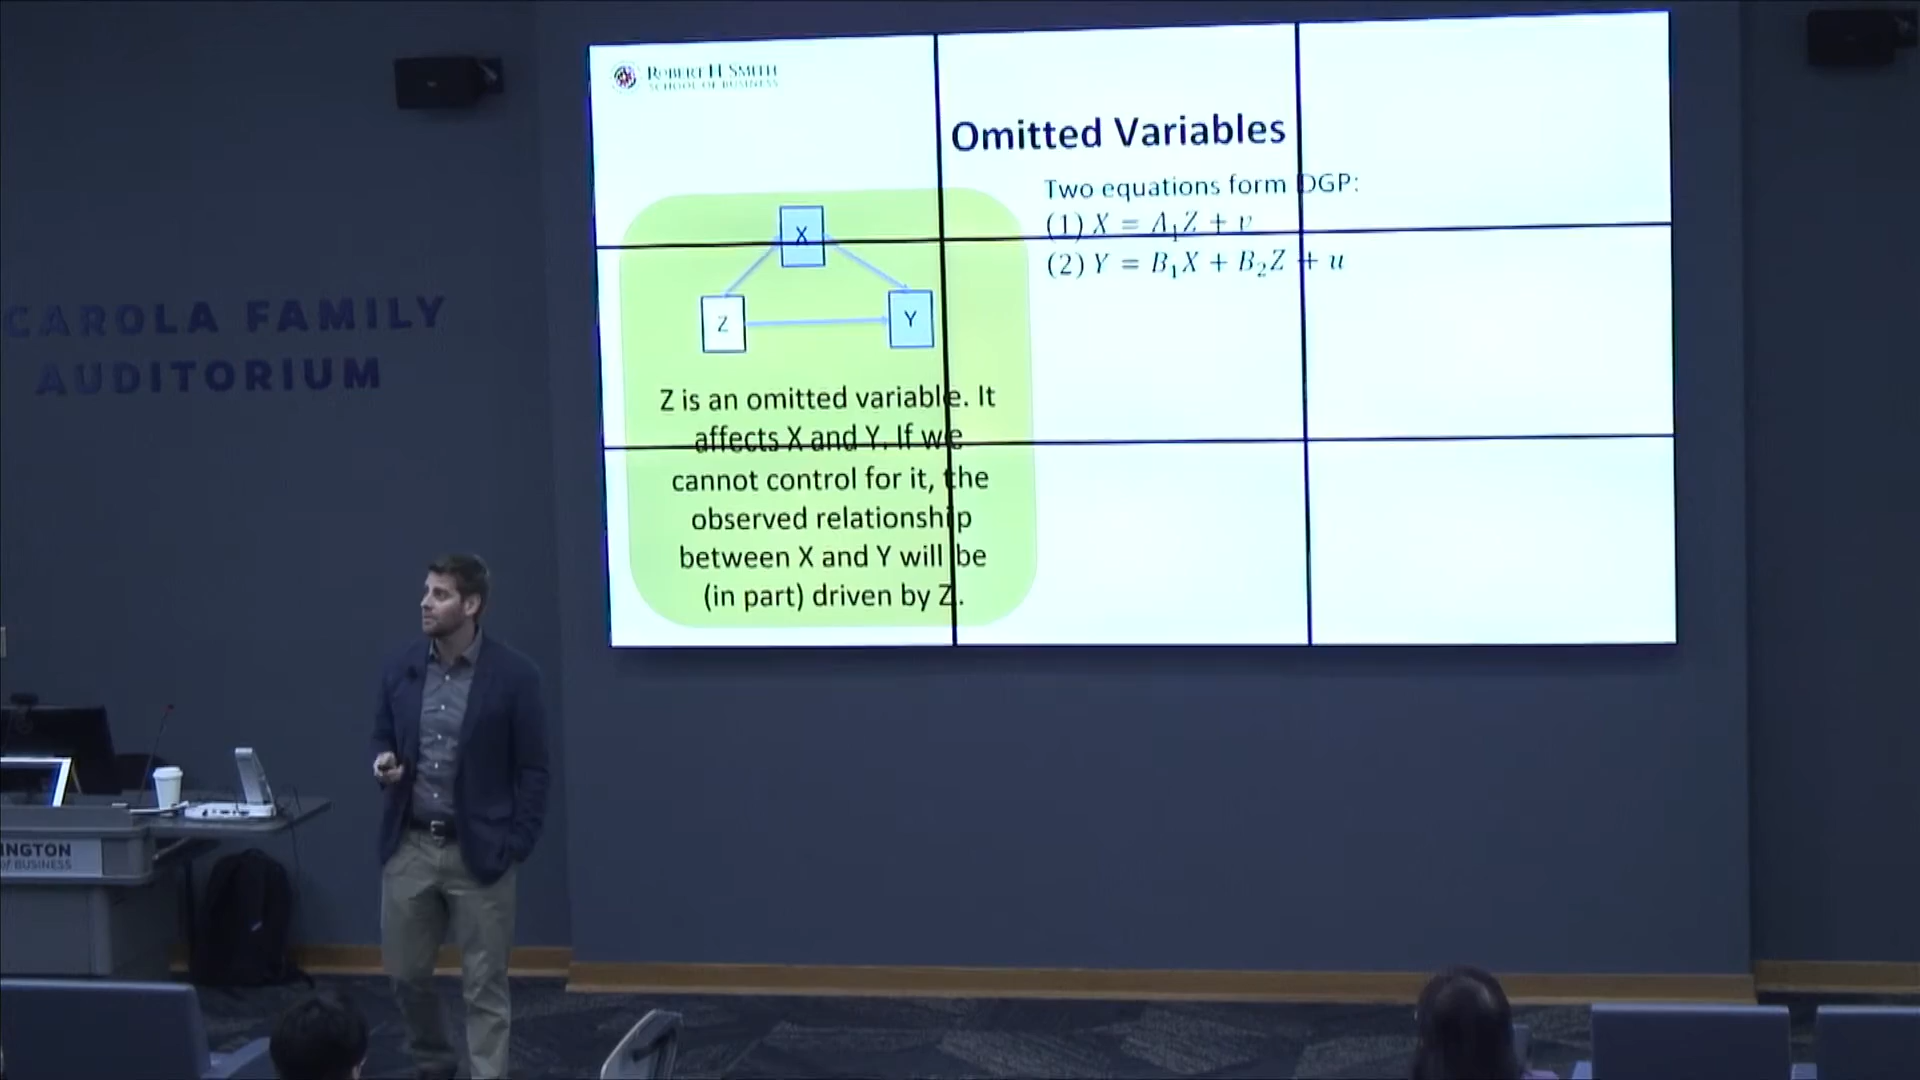 CAROLA FAMILY
AUDITORIUM
ROBERT H. SMITH
SCHOOL OF BUSINESS
Omitted Variables
Two equations form DGP:
(1) X = A₁Z + v
(2) Y = B₁X + B₂Z + u
X
Z
Y
Z is an omitted variable. It
affects X and Y. If we
cannot control for it, the
observed relationship
between X and Y will be
(in part) driven by Z.
INGTON
of BUSINESS